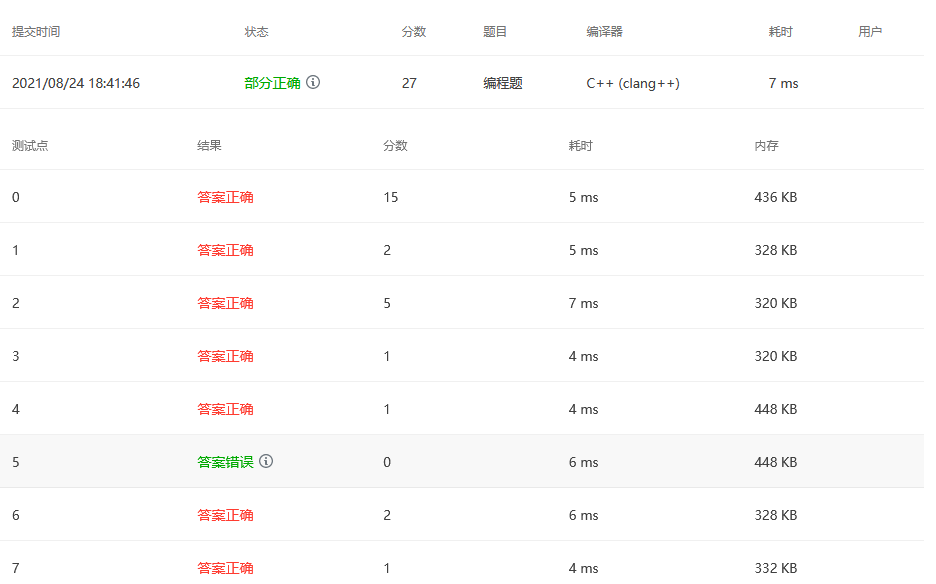 提交时间 状态 分数 题目 编译器 耗时 用户
2021/08/24 18:41:46 部分正确 27 编程题 C++ (clang++) 7 ms
测试点 结果 分数 耗时 内存
0 答案正确 15 5 ms 436 KB
1 答案正确 2 5 ms 328 KB
2 答案正确 5 7 ms 320 KB
3 答案正确 1 4 ms 320 KB
4 答案正确 1 4 ms 448 KB
5 答案错误 0 6 ms 448 KB
6 答案正确 2 6 ms 328 KB
7 答案正确 1 4 ms 332 KB